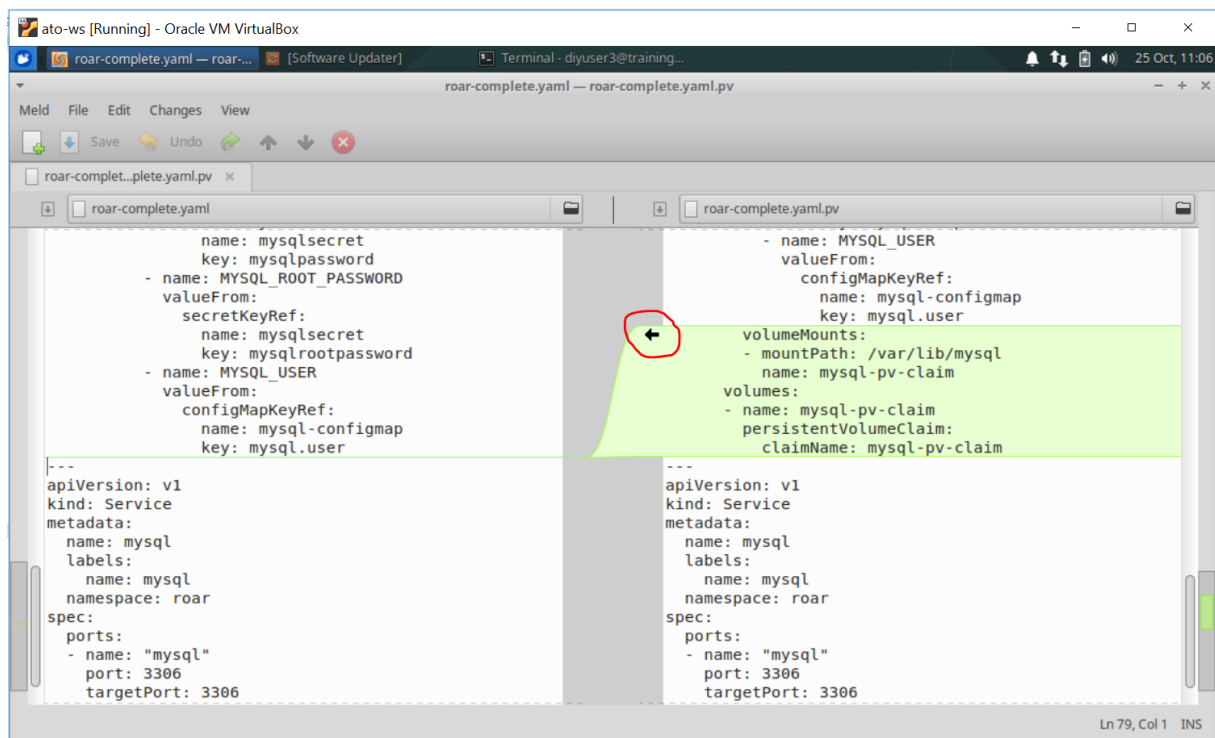 ato-ws [Running] - Oracle VM VirtualBox
roar-complete.yaml — roar-... [Software Updater] Terminal - diyuser3@training... 25 Oct, 11:06
roar-complete.yaml — roar-complete.yaml.pv
Meld File Edit Changes View
Save Undo
roar-complet...plete.yaml.pv
roar-complete.yaml
name: mysqlsecret
key: mysqlpassword
- name: MYSQL_ROOT_PASSWORD
valueFrom:
secretKeyRef:
name: mysqlsecret
key: mysqlrootpassword
- name: MYSQL_USER
valueFrom:
configMapKeyRef:
name: mysql-configmap
key: mysql.user
---
apiVersion: v1
kind: Service
metadata:
name: mysql
labels:
name: mysql
namespace: roar
spec:
ports:
- name: "mysql"
port: 3306
targetPort: 3306
roar-complete.yaml.pv
- name: MYSQL_USER
valueFrom:
configMapKeyRef:
name: mysql-configmap
key: mysql.user
volumeMounts:
- mountPath: /var/lib/mysql
name: mysql-pv-claim
volumes:
- name: mysql-pv-claim
persistentVolumeClaim:
claimName: mysql-pv-claim
---
apiVersion: v1
kind: Service
metadata:
name: mysql
labels:
name: mysql
namespace: roar
spec:
ports:
- name: "mysql"
port: 3306
targetPort: 3306
Ln 79, Col 1 INS